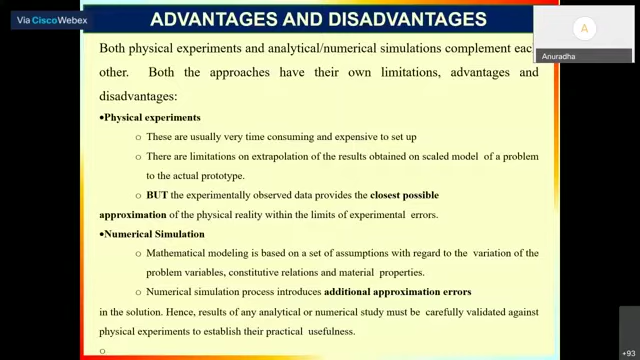 Via Cisco Webex
ADVANTAGES AND DISADVANTAGES
A
Anuradha
Both physical experiments and analytical/numerical simulations complement each
other. Both the approaches have their own limitations, advantages and
disadvantages:
•Physical experiments
o These are usually very time consuming and expensive to set up
o There are limitations on extrapolation of the results obtained on scaled model of a problem
to the actual prototype.
o BUT the experimentally observed data provides the closest possible
approximation of the physical reality within the limits of experimental errors.
•Numerical Simulation
o Mathematical modeling is based on a set of assumptions with regard to the variation of the
problem variables, constitutive relations and material properties.
o Numerical simulation process introduces additional approximation errors
in the solution. Hence, results of any analytical or numerical study must be carefully validated against
physical experiments to establish their practical usefulness.
o
+93